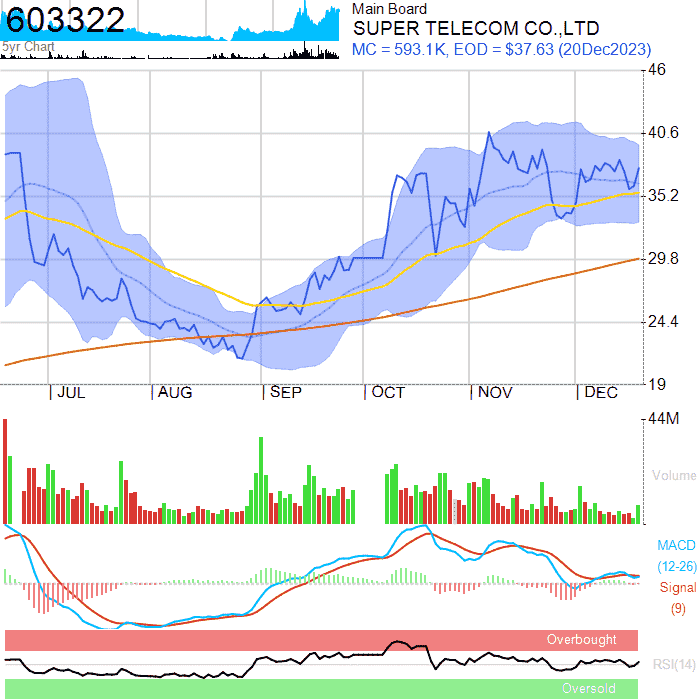 603322
Main Board
SUPER TELECOM CO.,LTD
5yr Chart
MC = 593.1K, EOD = $37.63 (20Dec2023)
46
40.6
35.2
29.8
24.4
19
JUL AUG SEP OCT NOV DEC
44M
Volume
MACD
(12-26)
Signal
(9)
Overbought
RSI(14)
Oversold